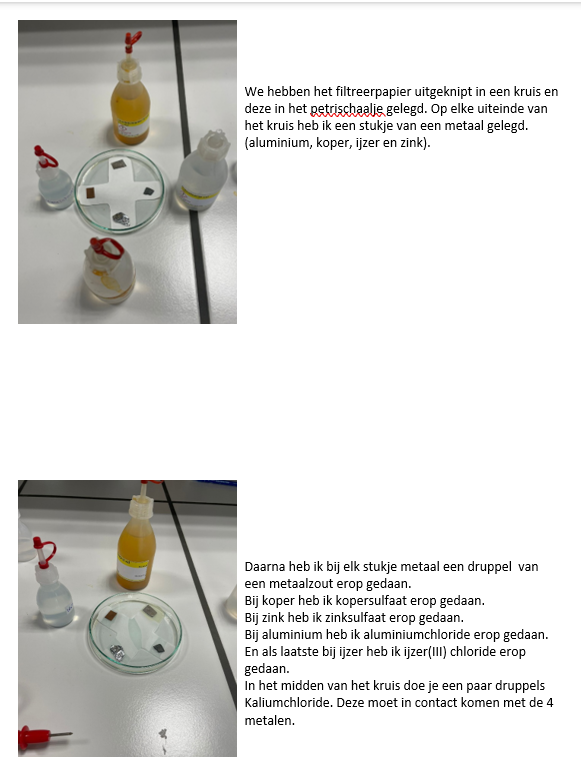 We hebben het filtreerpapier uitgeknipt in een kruis en
deze in het petrischaalje gelegd. Op elke uiteinde van
het kruis heb ik een stukje van een metaal gelegd.
(aluminium, koper, ijzer en zink).
Daarna heb ik bij elk stukje metaal een druppel  van
een metaalzout erop gedaan.
Bij koper heb ik kopersulfaat erop gedaan.
Bij zink heb ik zinksulfaat erop gedaan.
Bij aluminium heb ik aluminiumchloride erop gedaan.
En als laatste bij ijzer heb ik ijzer(III) chloride erop
gedaan.
In het midden van het kruis doe je een paar druppels
Kaliumchloride. Deze moet in contact komen met de 4
metalen.